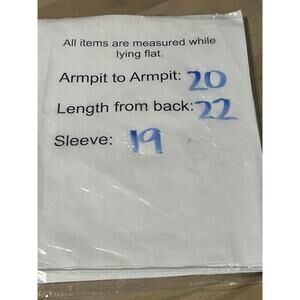 All items are measured while
lying flat.
Armpit to Armpit: 20
Length from back: 22
Sleeve: 19